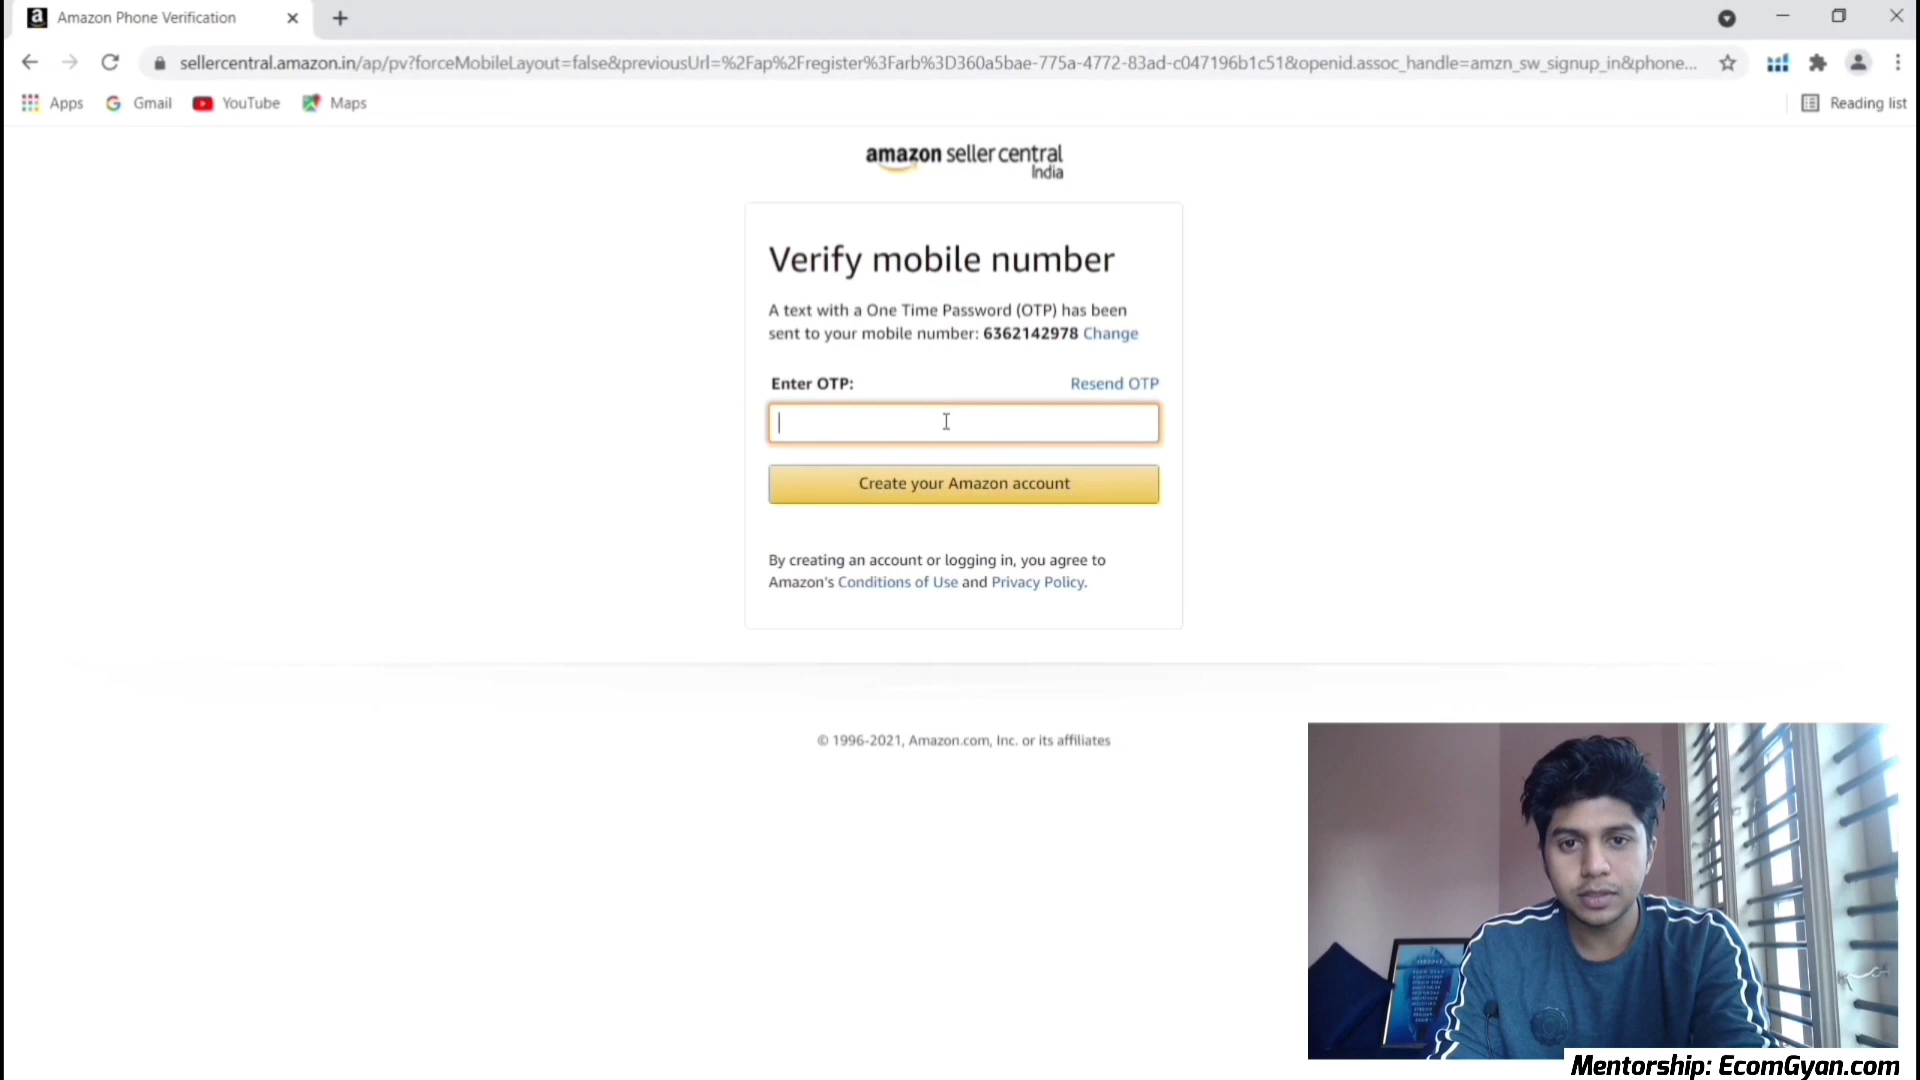 Amazon Phone Verification
sellercentral.amazon.in/ap/pv?forceMobileLayout=false&previousUrl=%2Fap%2Fregister%3Farb%3D360a5bae-775a-4772-83ad-c047196b1c51&openid.assoc_handle=amzn_sw_signup_in&phone...
Apps Gmail YouTube Maps Reading list
amazon seller central
India
Verify mobile number
A text with a One Time Password (OTP) has been
sent to your mobile number: 6362142978 Change
Enter OTP: Resend OTP
Create your Amazon account
By creating an account or logging in, you agree to
Amazon's Conditions of Use and Privacy Policy.
© 1996-2021, Amazon.com, Inc. or its affiliates
Mentorship: EcomGyan.com